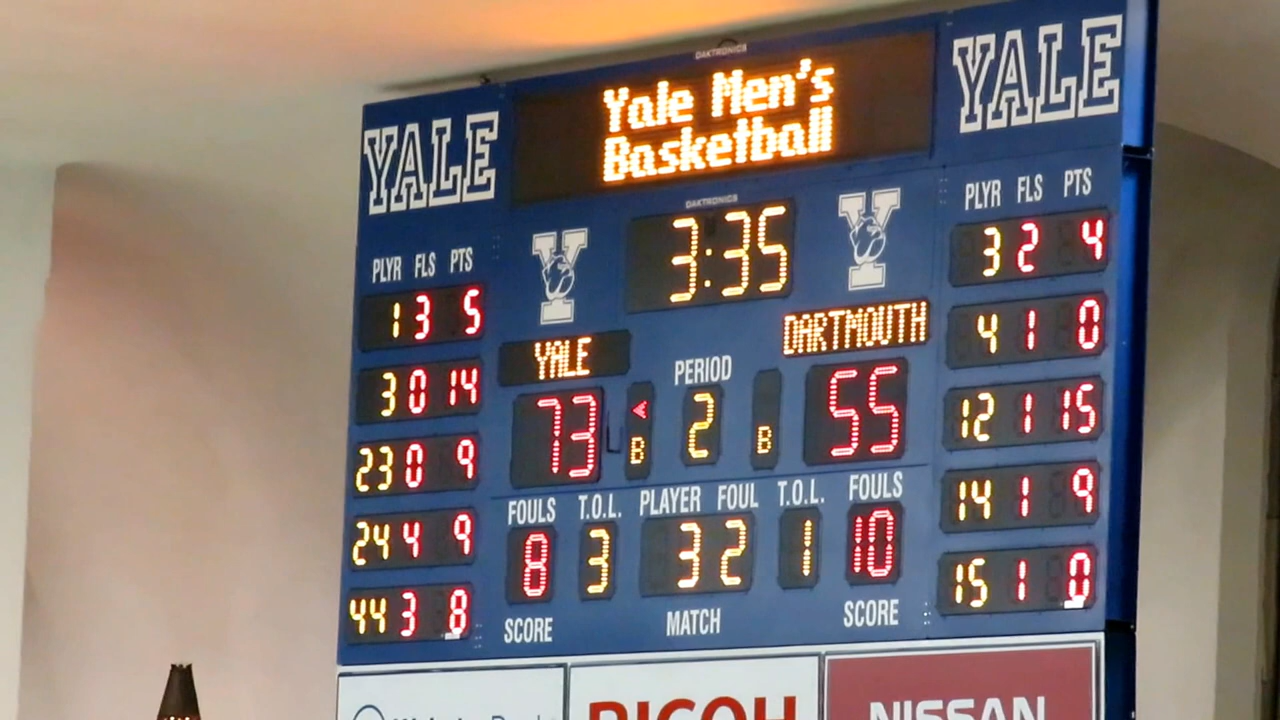 DAKTRONICS
Yale Men's
Basketball
YALE
YALE
DAKTRONICS
3:35
Y
Y
PLYR FLS PTS
1 3 5
3 0 14
23 0 9
24 4 9
44 3 8
YALE
73
PERIOD
2
B
B
DARTMOUTH
55
FOULS T.O.L. PLAYER FOUL T.O.L. FOULS
8 3 3 2 1 10
SCORE MATCH SCORE
PLYR FLS PTS
3 2 4
4 1 0
12 1 15
14 1 9
15 1 0
RICOH
NISSAN